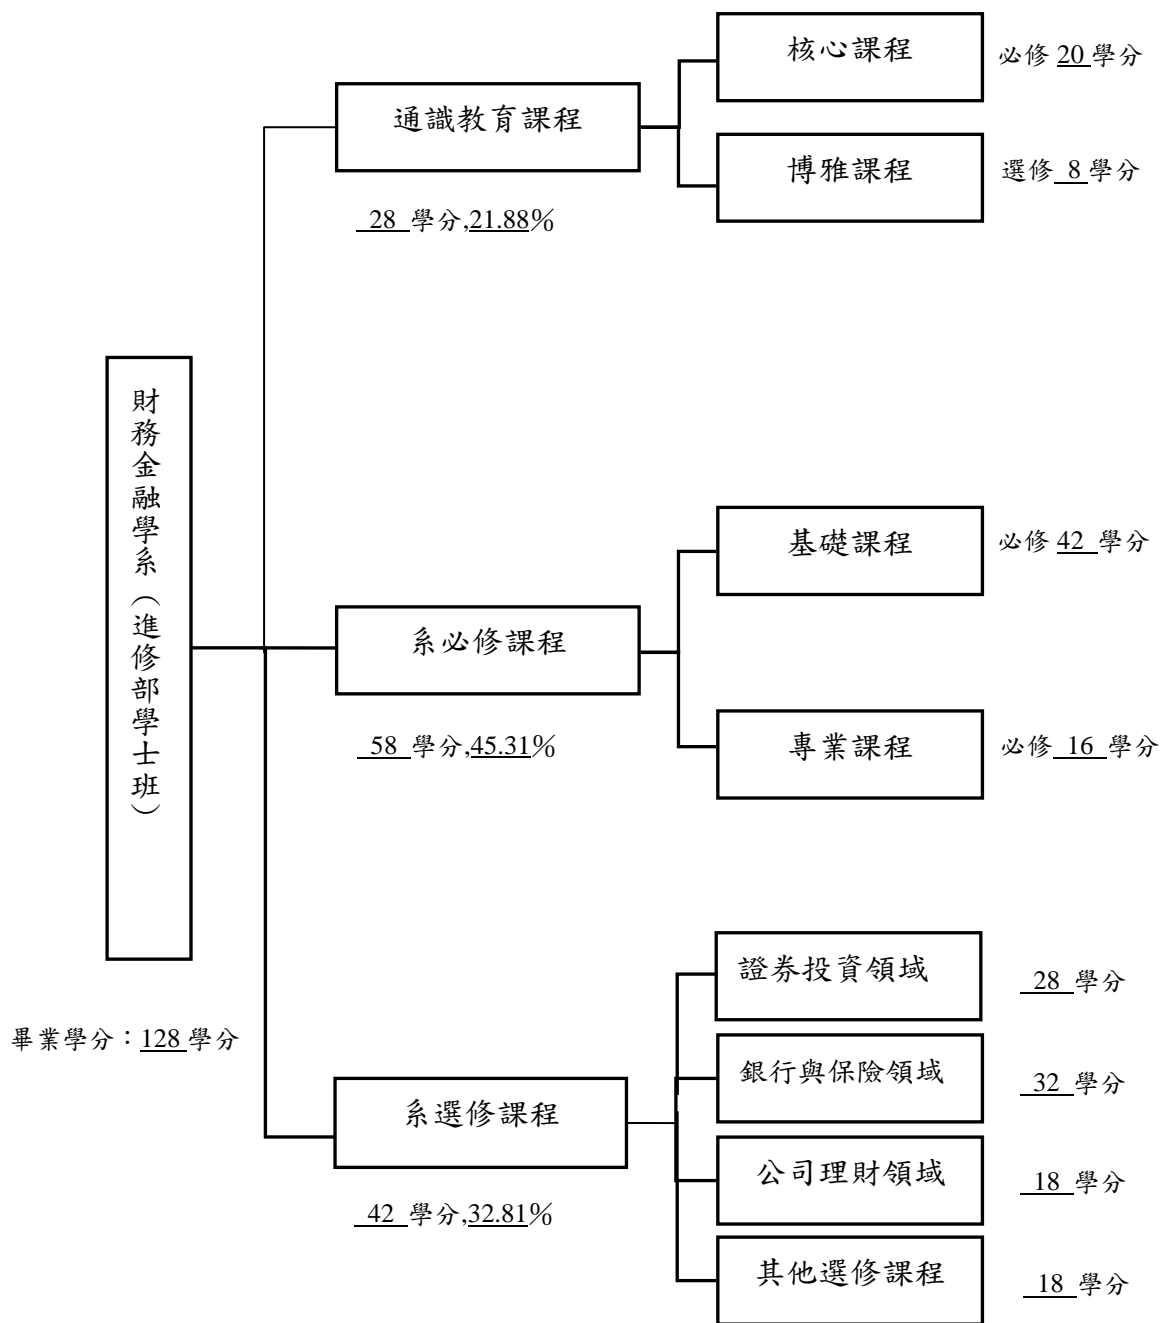 核心課程
必修 20 學分
通識教育課程
博雅課程
選修 8 學分
28 學分,21.88%
財務金融學系（進修部學士班）
基礎課程
必修 42 學分
系必修課程
58 學分,45.31%
專業課程
必修 16 學分
證券投資領域
28 學分
畢業學分：128 學分
銀行與保險領域
32 學分
系選修課程
公司理財領域
18 學分
42 學分,32.81%
其他選修課程
18 學分